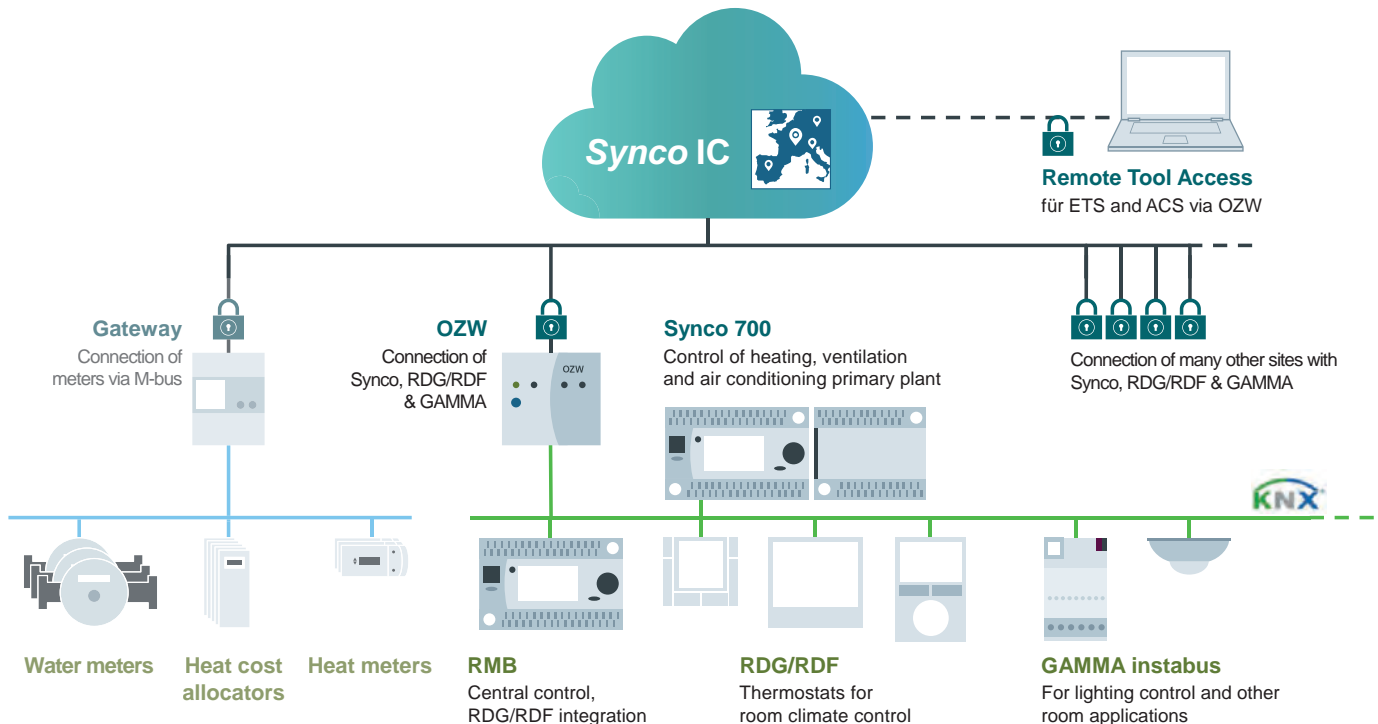 Synco IC
Remote Tool Access
für ETS and ACS via OZW
Gateway
Connection of
meters via M-bus
OZW
Connection of
Synco, RDG/RDF
& GAMMA
OZW
Synco 700
Control of heating, ventilation
and air conditioning primary plant
Connection of many other sites with
Synco, RDG/RDF & GAMMA
KNX
Water meters
Heat cost
allocators
Heat meters
RMB
Central control,
RDG/RDF integration
RDG/RDF
Thermostats for
room climate control
GAMMA instabus
For lighting control and other
room applications